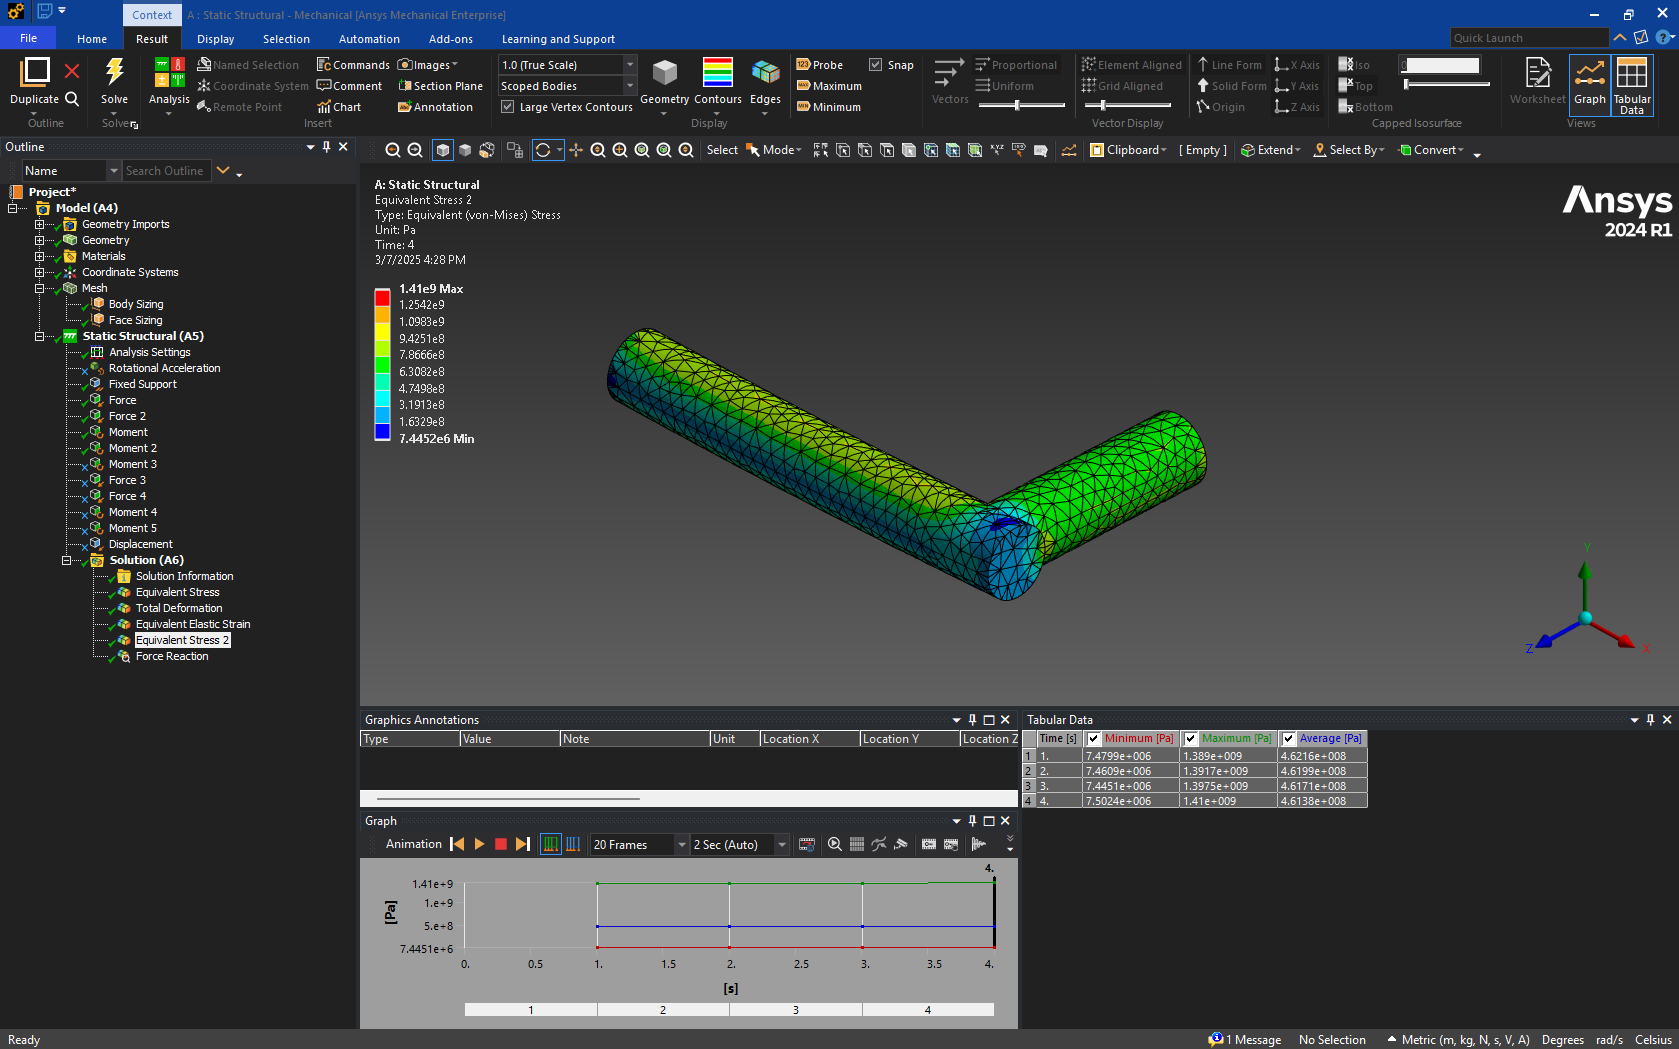 Context
A : Static Structural - Mechanical [Ansys Mechanical Enterprise]
File Home Result Display Selection Automation Add-ons Learning and Support
Quick Launch
Duplicate
Outline
Solve
Solve
Analysis
Named Selection
Coordinate System
Remote Point
Commands
Comment
Chart
Images
Section Plane
Annotation
Insert
1.0 (True Scale)
Scoped Bodies
Large Vertex Contours
Geometry
Contours
Edges
Display
Probe
Maximum
Minimum
Snap
Vectors
Proportional
Uniform
Element Aligned
Grid Aligned
Vector Display
Line Form
Solid Form
Origin
X Axis
Y Axis
Z Axis
Iso
Top
Bottom
0
Capped Isosurface
Worksheet
Graph
Tabular
Data
Views
Outline
Name
Search Outline
Select Mode
Clipboard [ Empty ] Extend Select By Convert
Project*
Model (A4)
Geometry Imports
Geometry
Materials
Coordinate Systems
Mesh
Body Sizing
Face Sizing
Static Structural (A5)
Analysis Settings
Rotational Acceleration
Fixed Support
Force
Force 2
Moment
Moment 2
Moment 3
Force 3
Force 4
Moment 4
Moment 5
Displacement
Solution (A6)
Solution Information
Equivalent Stress
Total Deformation
Equivalent Elastic Strain
Equivalent Stress 2
Force Reaction
A: Static Structural
Equivalent Stress 2
Type: Equivalent (von-Mises) Stress
Unit: Pa
Time: 4
3/7/2025 4:28 PM
1.41e9 Max
1.2542e9
1.0983e9
9.4251e8
7.8666e8
6.3082e8
4.7498e8
3.1913e8
1.6329e8
7.4452e6 Min
Ansys
2024 R1
Y
Z
X
Graphics Annotations
Type Value Note Unit Location X Location Y Location Z
Tabular Data
Time [s] Minimum [Pa] Maximum [Pa] Average [Pa]
1 1. 7.4799e+006 1.389e+009 4.6216e+008
2 2. 7.4609e+006 1.3917e+009 4.6199e+008
3 3. 7.4451e+006 1.3975e+009 4.6171e+008
4 4. 7.5024e+006 1.41e+009 4.6138e+008
Graph
Animation 20 Frames 2 Sec (Auto)
4.
1.41e+9
1.e+9
5.e+8
7.4451e+6
[Pa]
0. 0.5 1. 1.5 2. 2.5 3. 3.5 4.
[s]
1 2 3 4
Ready
1 Message No Selection Metric (m, kg, N, s, V, A) Degrees rad/s Celsius